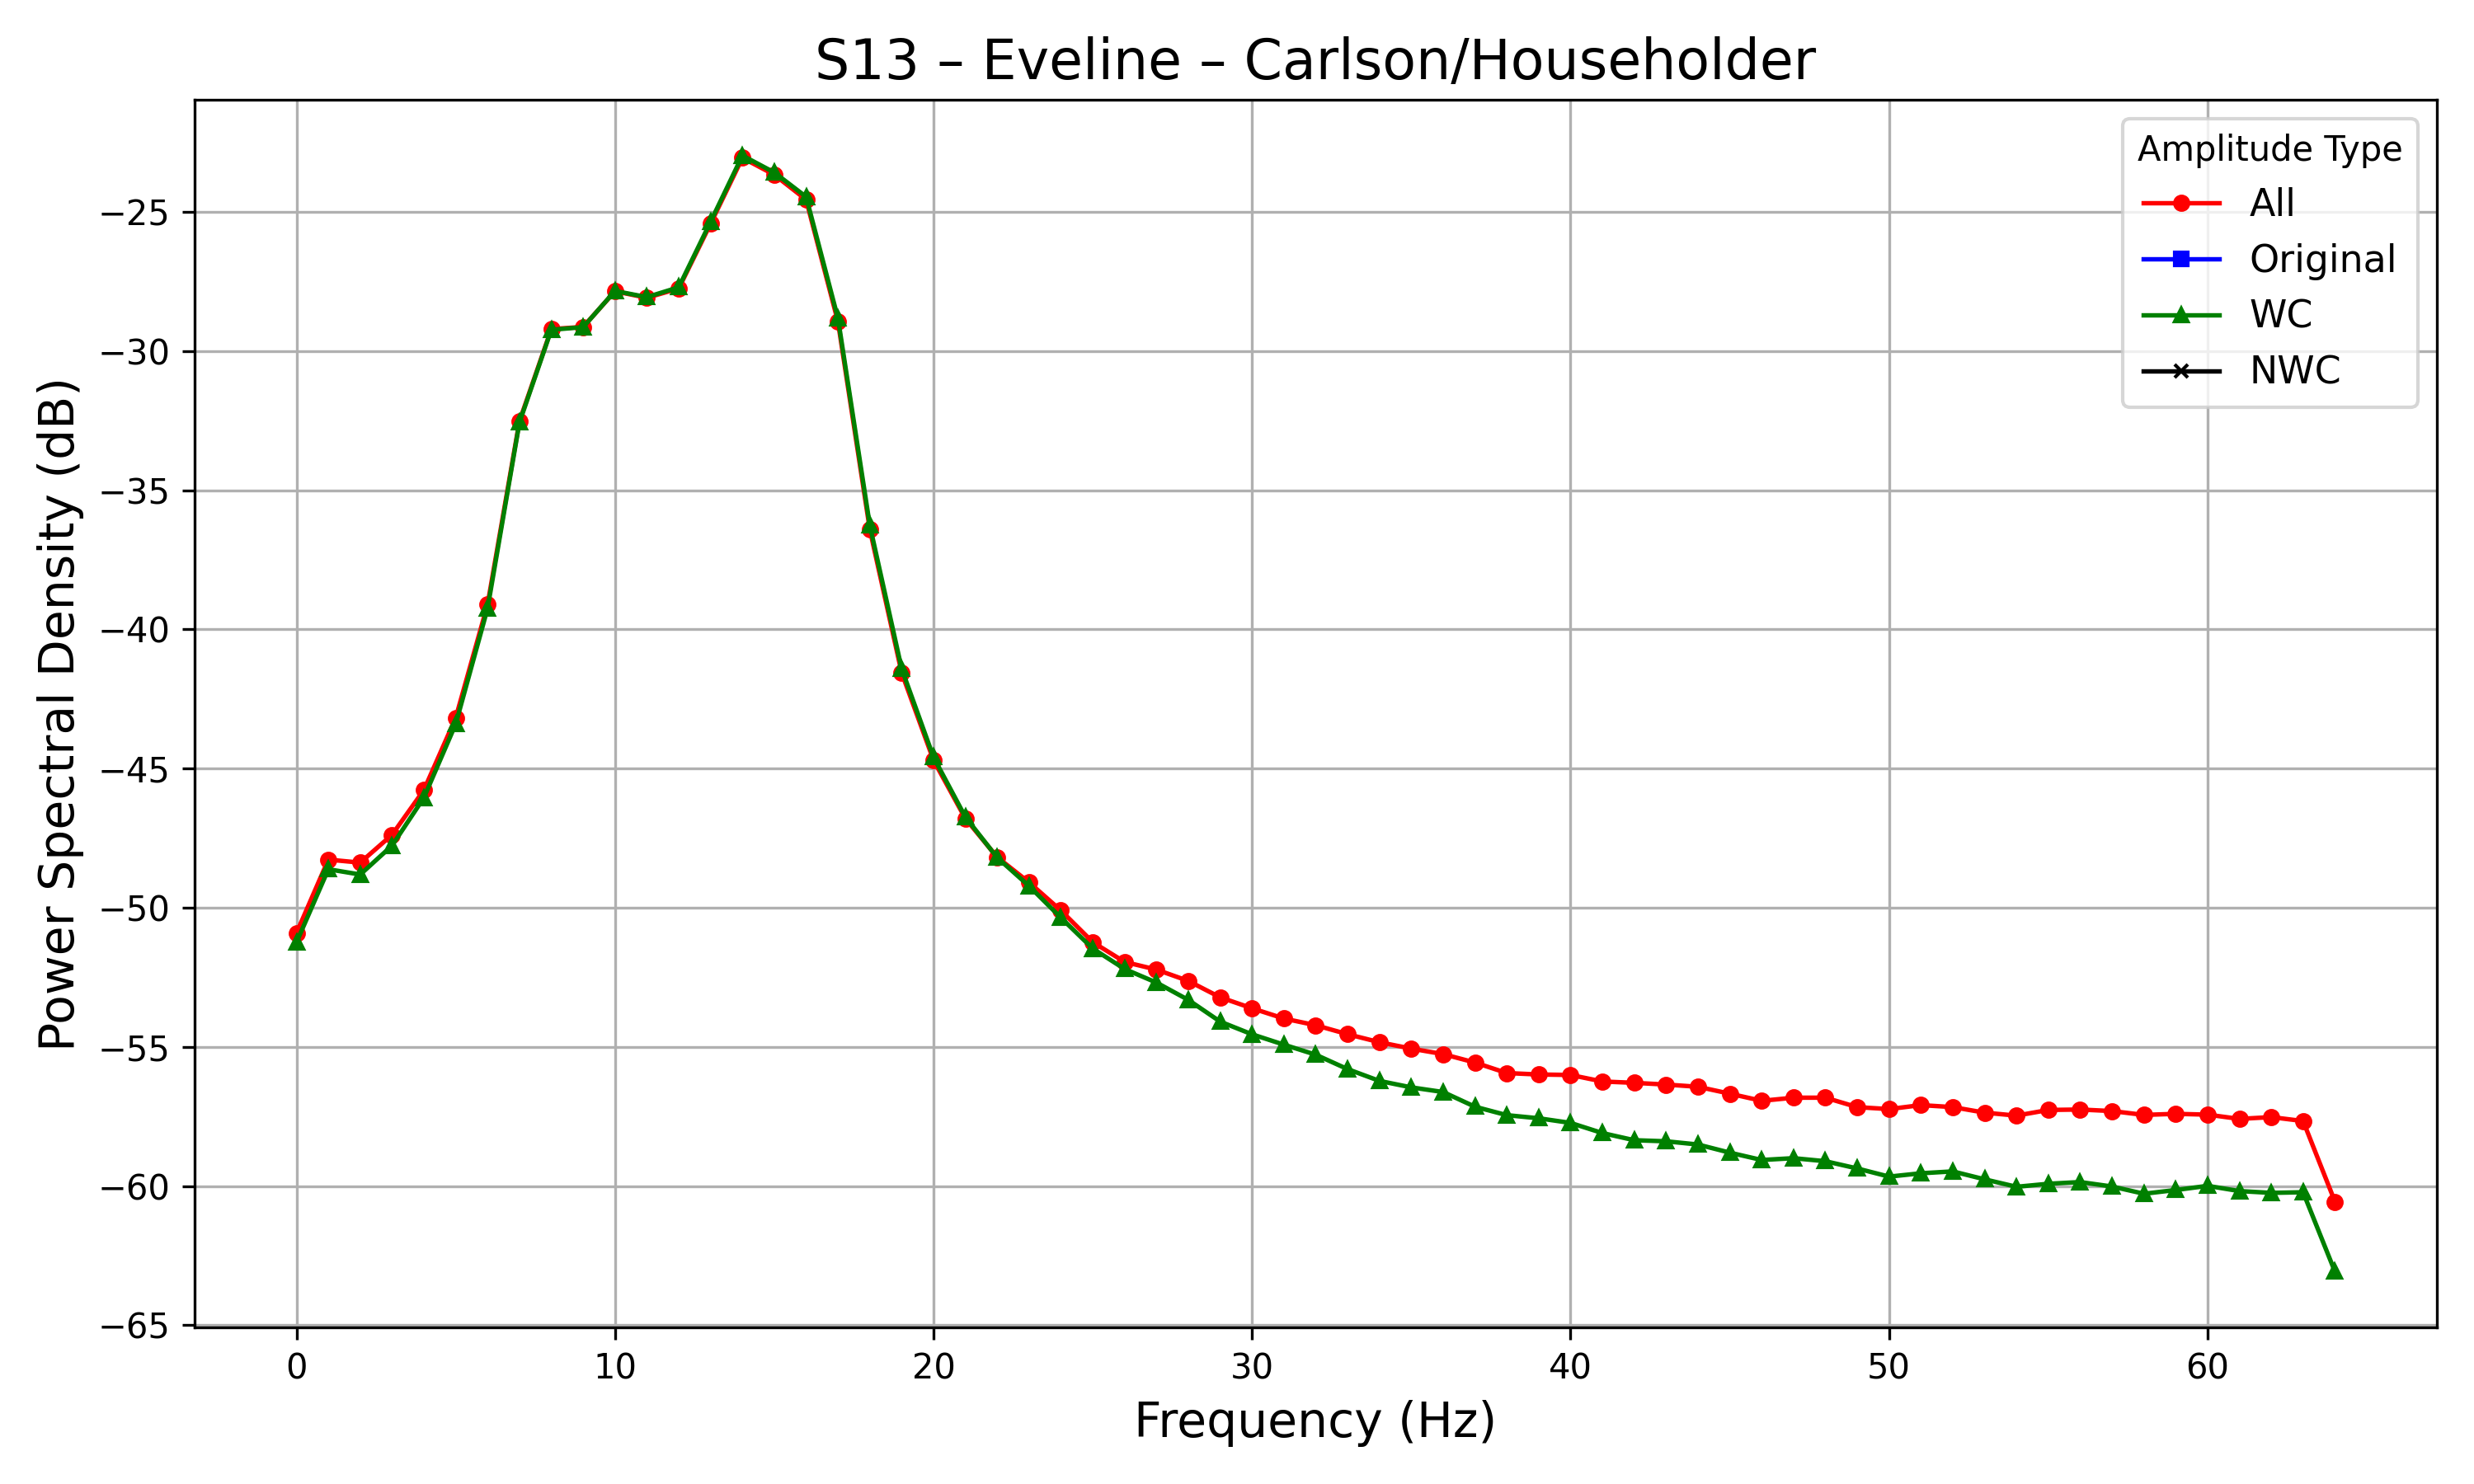 S13 – Eveline – Carlson/Householder
Amplitude Type
All
Original
WC
NWC
Power Spectral Density (dB)
−25
−30
−35
−40
−45
−50
−55
−60
−65
0 10 20 30 40 50 60
Frequency (Hz)